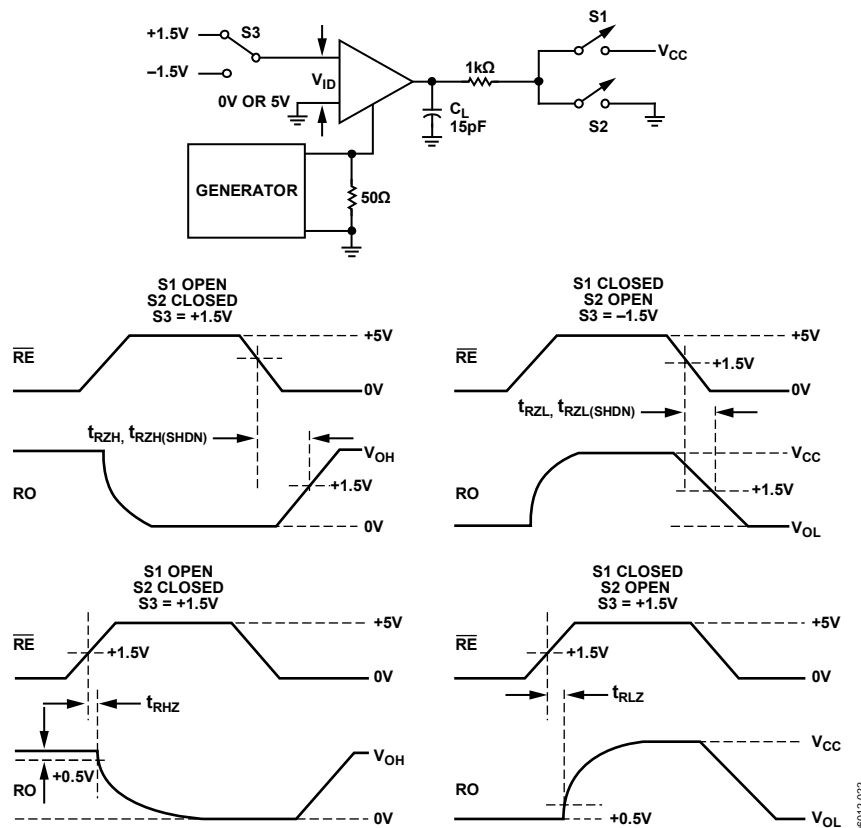 +1.5V
S3
–1.5V
V_ID
0V OR 5V
1kΩ
C_L
15pF
S1
V_CC
S2
GENERATOR
50Ω
S1 OPEN
S2 CLOSED
S3 = +1.5V
+5V
RE
0V
t_RZH, t_RZH(SHDN)
V_OH
+1.5V
RO
0V
S1 CLOSED
S2 OPEN
S3 = –1.5V
+5V
RE
+1.5V
0V
t_RZL, t_RZL(SHDN)
V_CC
RO
+1.5V
V_OL
S1 OPEN
S2 CLOSED
S3 = +1.5V
+5V
RE
+1.5V
0V
t_RHZ
V_OH
+0.5V
RO
0V
S1 CLOSED
S2 OPEN
S3 = +1.5V
+5V
RE
+1.5V
0V
t_RLZ
V_CC
RO
+0.5V
V_OL